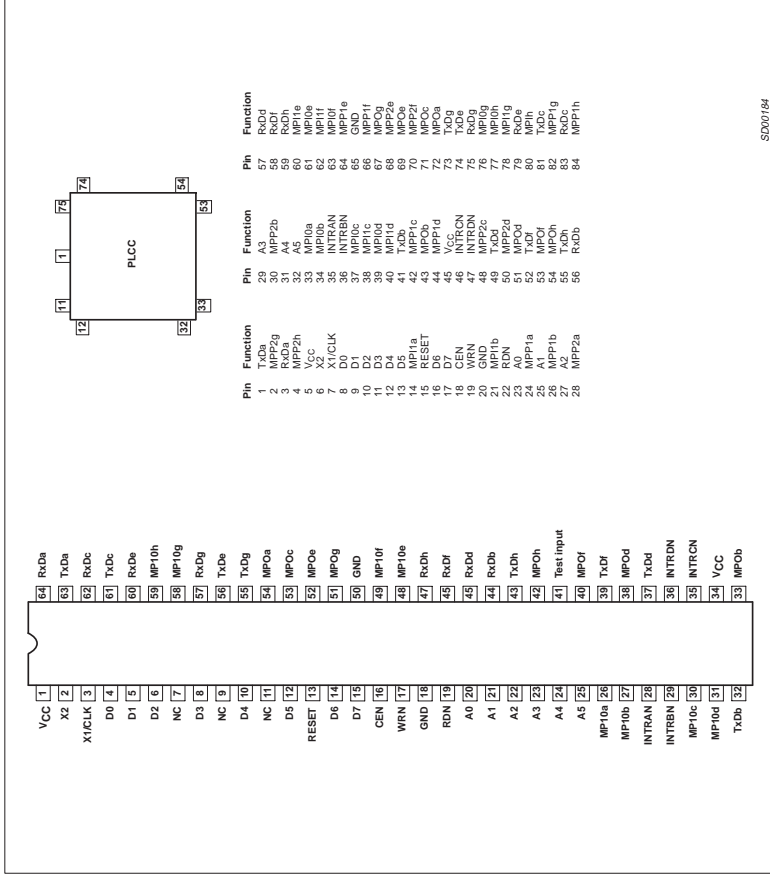 VCC 1 64 RxDa
X2 2 63 TxDa
X1/CLK 3 62 RxDc
D0 4 61 TxDc
D1 5 60 RxDe
D2 6 59 MP10h
NC 7 58 MP10g
D3 8 57 RxDg
NC 9 56 TxDe
D4 10 55 TxDg
NC 11 54 MPOa
D5 12 53 MPOc
RESET 13 52 MPOe
D6 14 51 MPOg
D7 15 50 GND
CEN 16 49 MP10f
WRN 17 48 MP10e
GND 18 47 RxDh
RDN 19 45 RxDf
A0 20 45 RxDd
A1 21 44 RxDb
A2 22 43 TxDh
A3 23 42 MPOh
A4 24 41 Test input
A5 25 40 MPOf
MP10a 26 39 TxDf
MP10b 27 38 MPOd
INTRAN 28 37 TxDd
INTRBN 29 36 INTRDN
MP10c 30 35 INTRCN
MP10d 31 34 VCC
TxDb 32 33 MPOb
11 1 75
12 74
PLCC
32 54
33 53
Pin Function Pin Function Pin Function
1 TxDa 29 A3 57 RxDd
2 MPP2g 30 MPP2b 58 RxDf
3 RxDa 31 A4 59 RxDh
4 MPP2h 32 A5 60 MPI1e
5 VCC 33 MPI0a 61 MPI0e
6 X2 34 MPI0b 62 MPI1f
7 X1/CLK 35 INTRAN 63 MPI0f
8 D0 36 INTRBN 64 MPP1e
9 D1 37 MPI0c 65 GND
10 D2 38 MPI1c 66 MPP1f
11 D3 39 MPI0d 67 MPOg
12 D4 40 MPI1d 68 MPP2e
13 D5 41 TxDb 69 MPOe
14 MPI1a 42 MPP1c 70 MPP2f
15 RESET 43 MPOb 71 MPOc
16 D6 44 MPP1d 72 MPOa
17 D7 45 VCC 73 TxDg
18 CEN 46 INTRCN 74 TxDe
19 WRN 47 INTRDN 75 RxDg
20 GND 48 MPP2c 76 MPI0g
21 MPI1b 49 TxDd 77 MPI0h
22 RDN 50 MPP2d 78 MPI1g
23 A0 51 MPOd 79 RxDe
24 MPP1a 52 TxDf 80 MPIh
25 A1 53 MPOf 81 TxDc
26 MPP1b 54 MPOh 82 MPP1g
27 A2 55 TxDh 83 RxDc
28 MPP2a 56 RxDb 84 MPP1h
SD00184